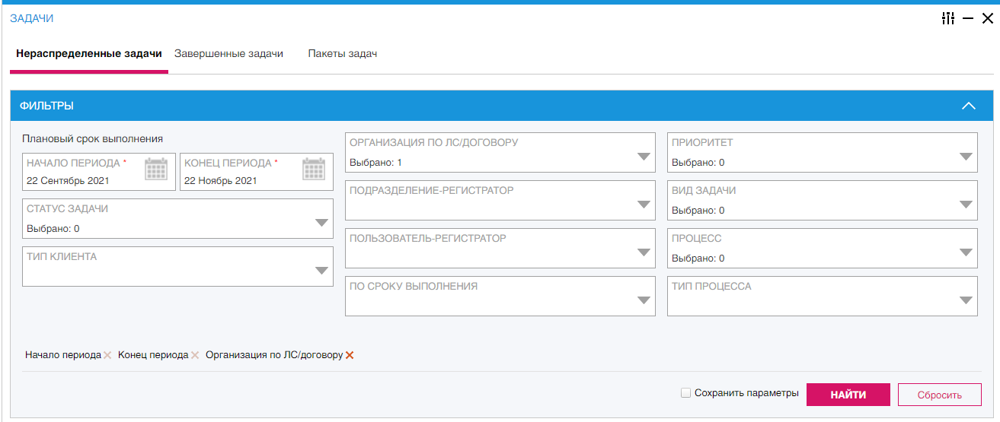 ЗАДАЧИ
Нераспределенные задачи Завершенные задачи Пакеты задач
ФИЛЬТРЫ
Плановый срок выполнения
НАЧАЛО ПЕРИОДА *
22 Сентябрь 2021
КОНЕЦ ПЕРИОДА *
22 Ноябрь 2021
СТАТУС ЗАДАЧИ
Выбрано: 0
ТИП КЛИЕНТА
ОРГАНИЗАЦИЯ ПО ЛС/ДОГОВОРУ
Выбрано: 1
ПОДРАЗДЕЛЕНИЕ-РЕГИСТРАТОР
ПОЛЬЗОВАТЕЛЬ-РЕГИСТРАТОР
ПО СРОКУ ВЫПОЛНЕНИЯ
ПРИОРИТЕТ
Выбрано: 0
ВИД ЗАДАЧИ
Выбрано: 0
ПРОЦЕСС
Выбрано: 0
ТИП ПРОЦЕССА
Начало периода Конец периода Организация по ЛС/договору
Сохранить параметры НАЙТИ Сбросить